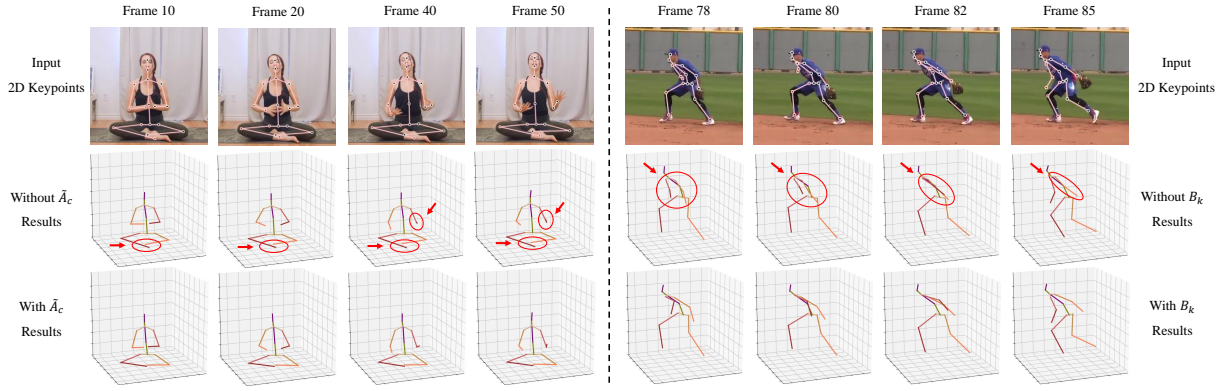 Frame 10 Frame 20 Frame 40 Frame 50 Frame 78 Frame 80 Frame 82 Frame 85
Input
2D Keypoints
Input
2D Keypoints
Without Ã_c
Results
Without B_k
Results
With Ã_c
Results
With B_k
Results